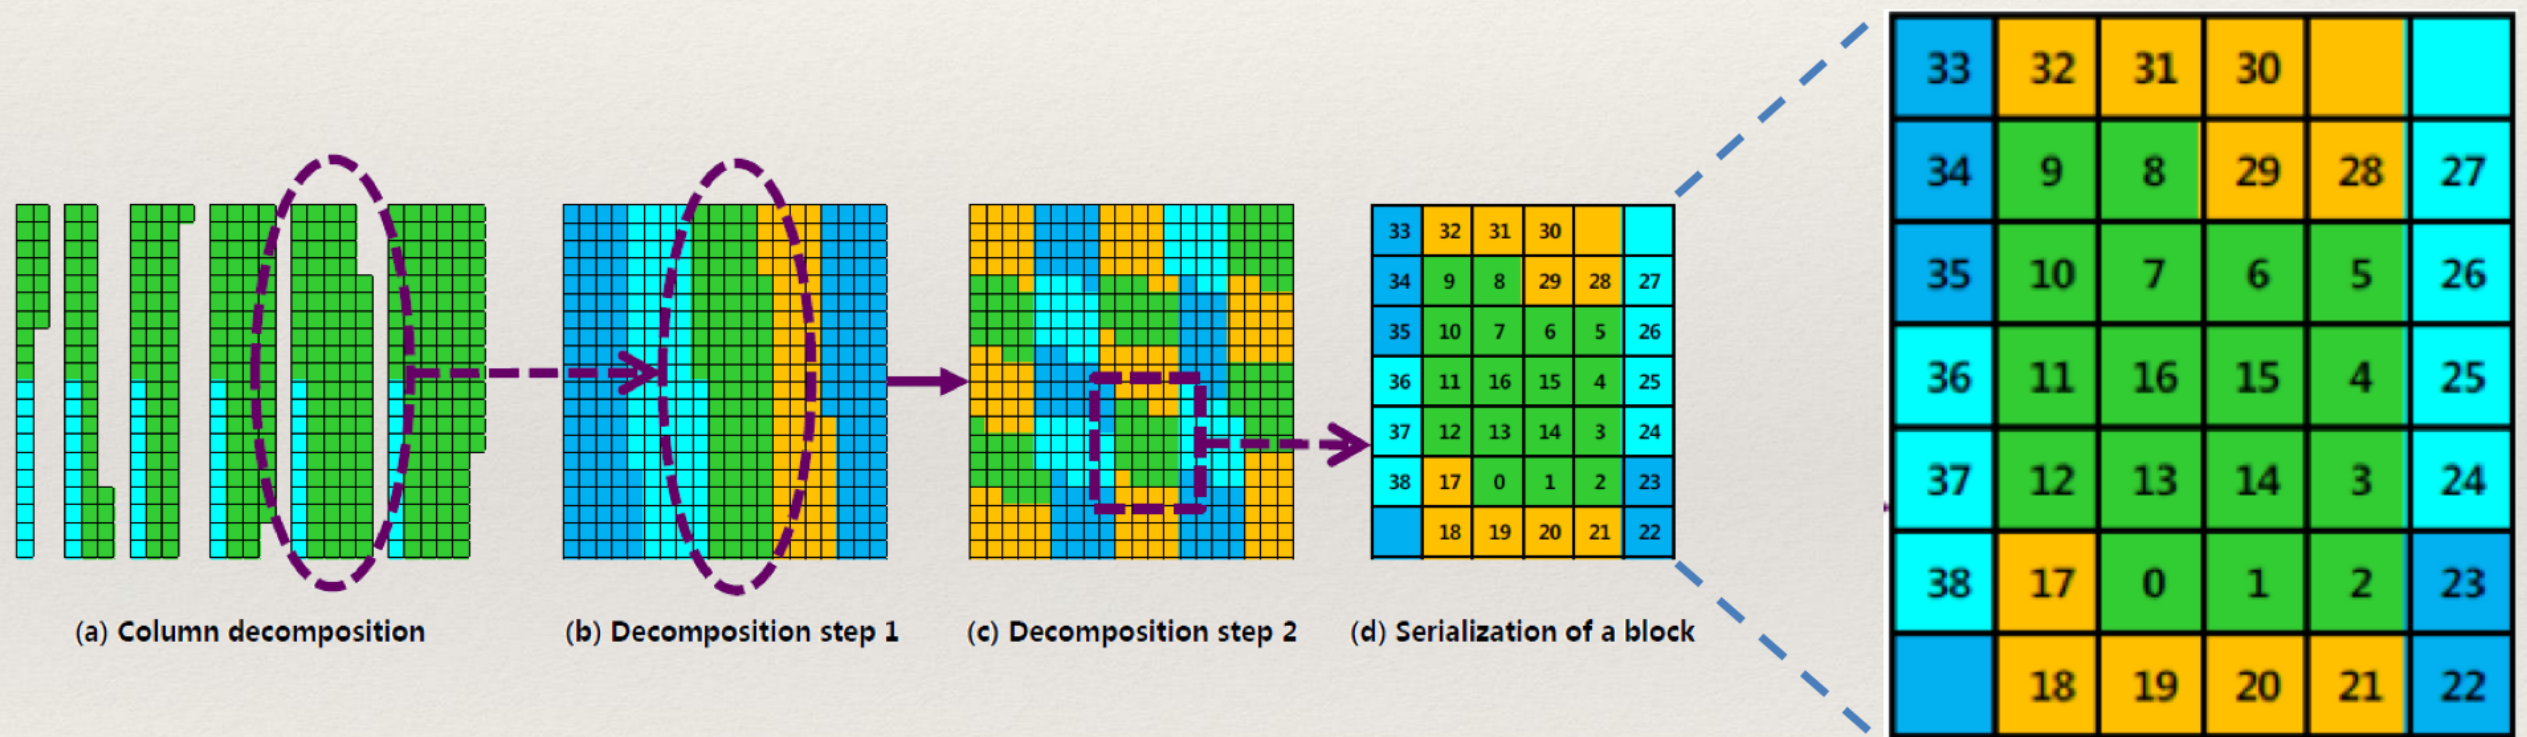 33 32 31 30
34 9 8 29 28 27
35 10 7 6 5 26
36 11 16 15 4 25
37 12 13 14 3 24
38 17 0 1 2 23
18 19 20 21 22
(a) Column decomposition
(b) Decomposition step 1
(c) Decomposition step 2
(d) Serialization of a block
33 32 31 30
34 9 8 29 28 27
35 10 7 6 5 26
36 11 16 15 4 25
37 12 13 14 3 24
38 17 0 1 2 23
18 19 20 21 22